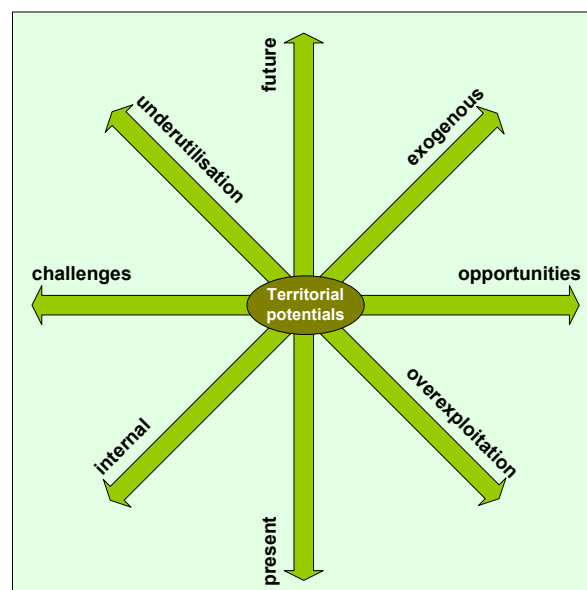 future
underutilisation
exogenous
challenges
opportunities
Territorial
potentials
internal
overexploitation
present